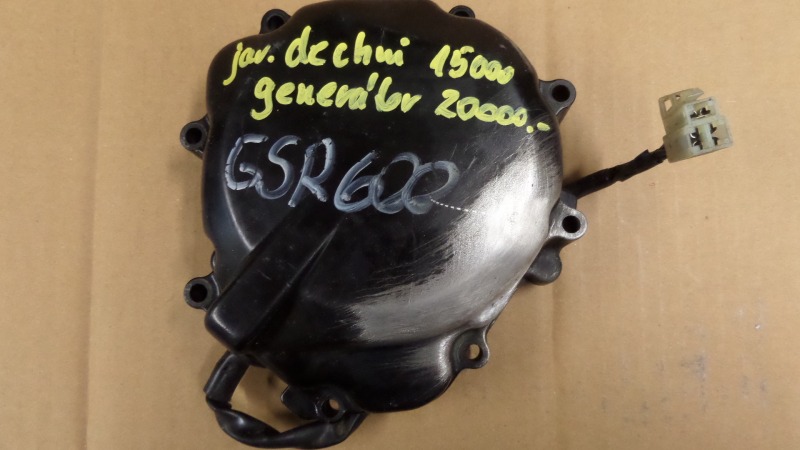 jav. dechni 15000
generátor 20000.-
GSR600